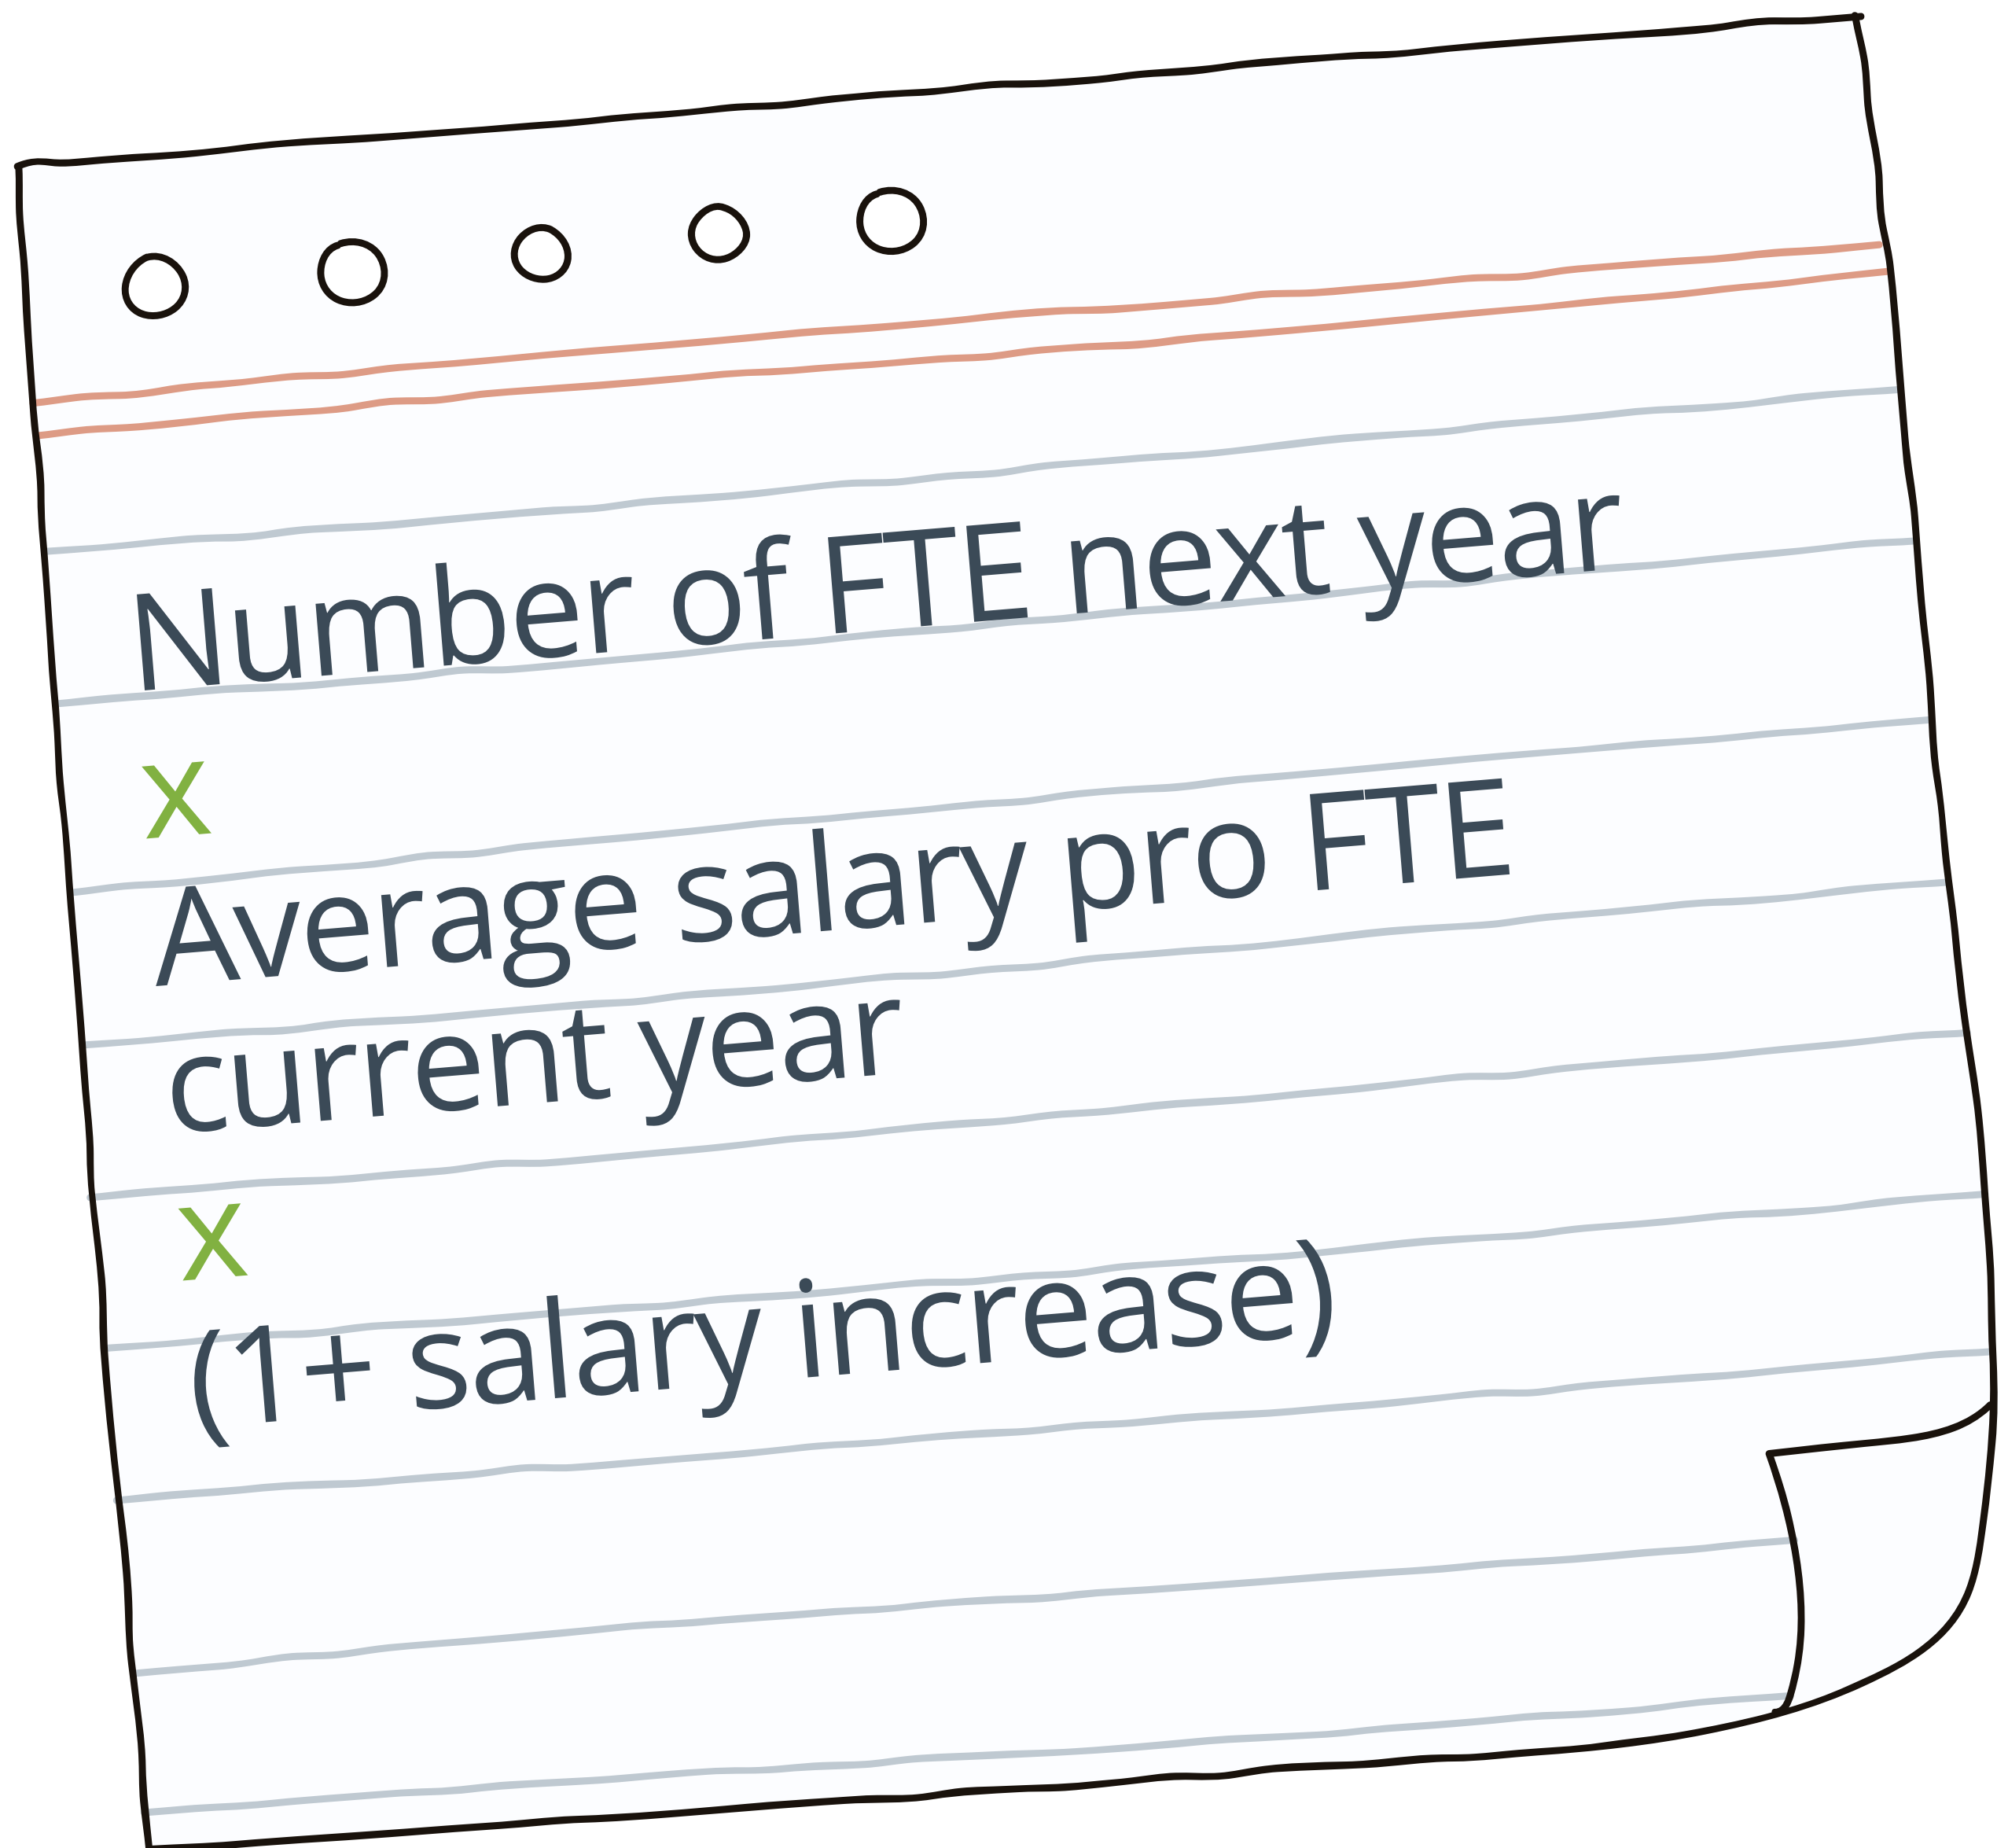 Number of FTE next year
x
Average salary pro FTE
current year
x
(1+ salary increase)